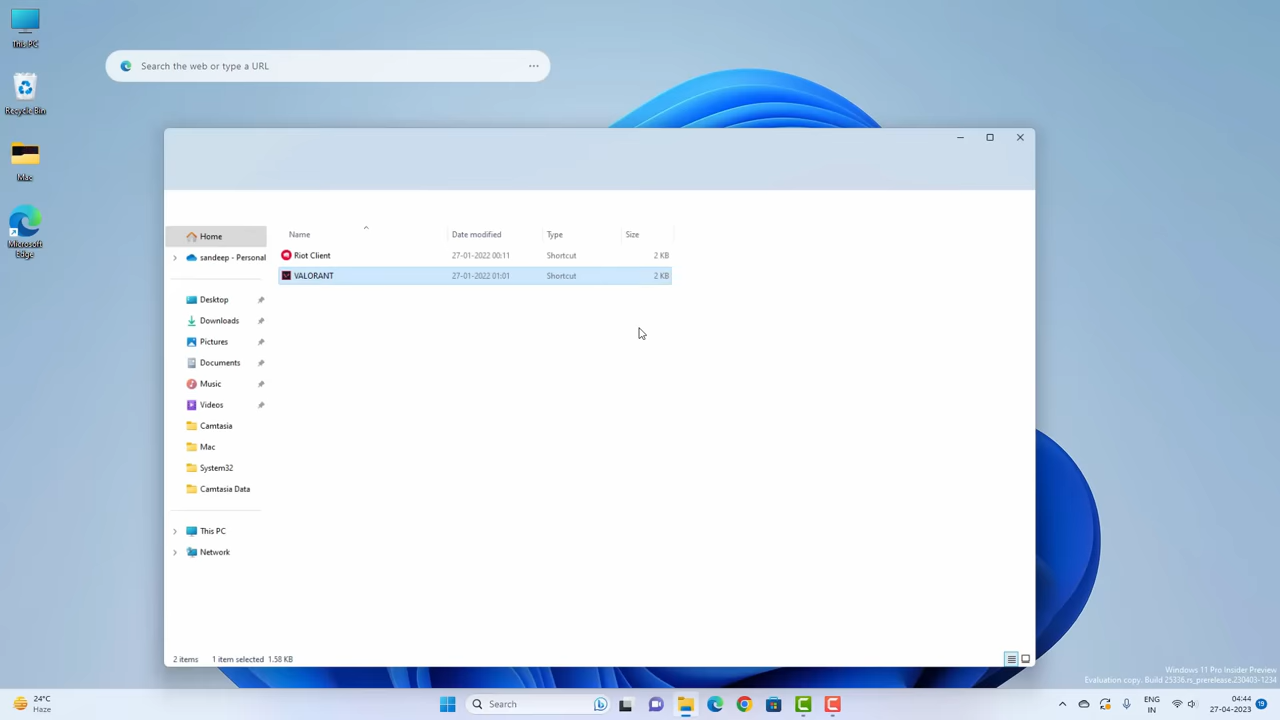 This PC
Recycle Bin
Mac
Microsoft
Edge
Search the web or type a URL
Name Date modified Type Size
Riot Client 27-01-2022 00:11 Shortcut 2 KB
VALORANT 27-01-2022 01:01 Shortcut 2 KB
Home
sandeep - Personal
Desktop
Downloads
Pictures
Documents
Music
Videos
Camtasia
Mac
System32
Camtasia Data
This PC
Network
2 items 1 item selected 1.58 KB
Windows 11 Pro Insider Preview
Evaluation copy. Build 25336.rs_prerelease.230403-1234
24°C
Haze
Search
ENG
IN
04:44
27-04-2023
19